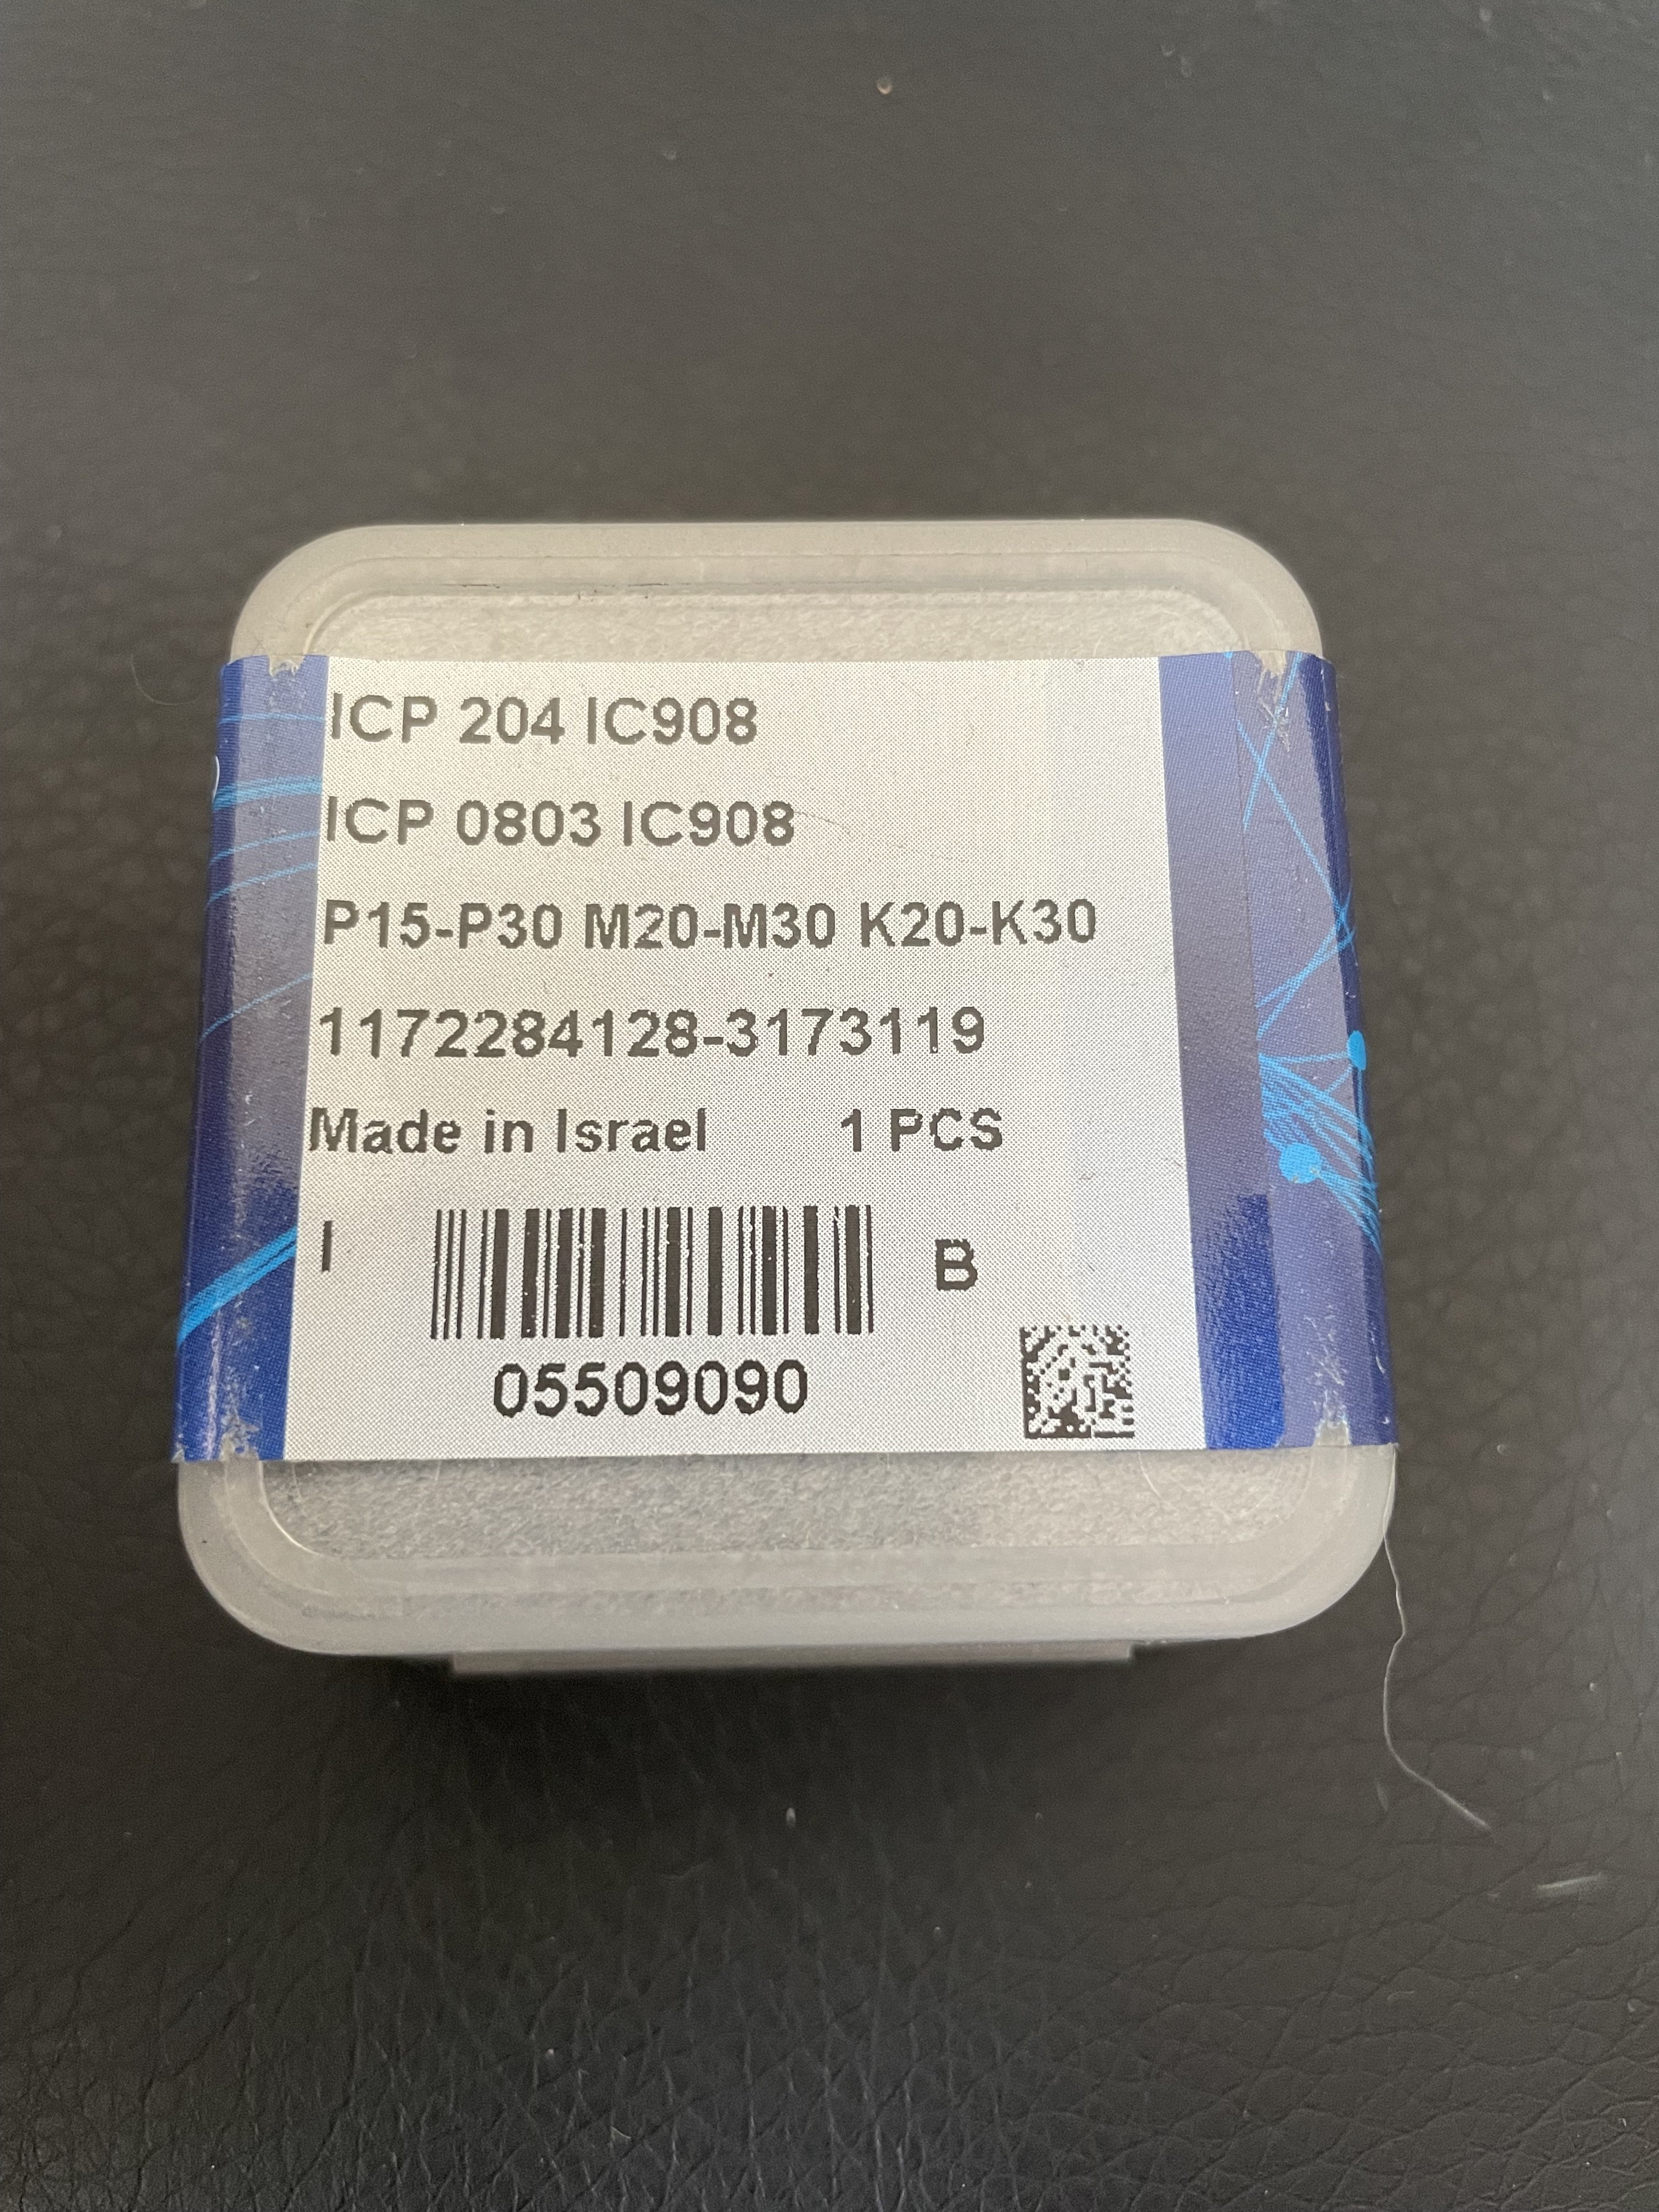 ICP 204 IC908
ICP 0803 IC908
P15-P30 M20-M30 K20-K30
1172284128-3173119
Made in Israel 1 PCS
I B
05509090